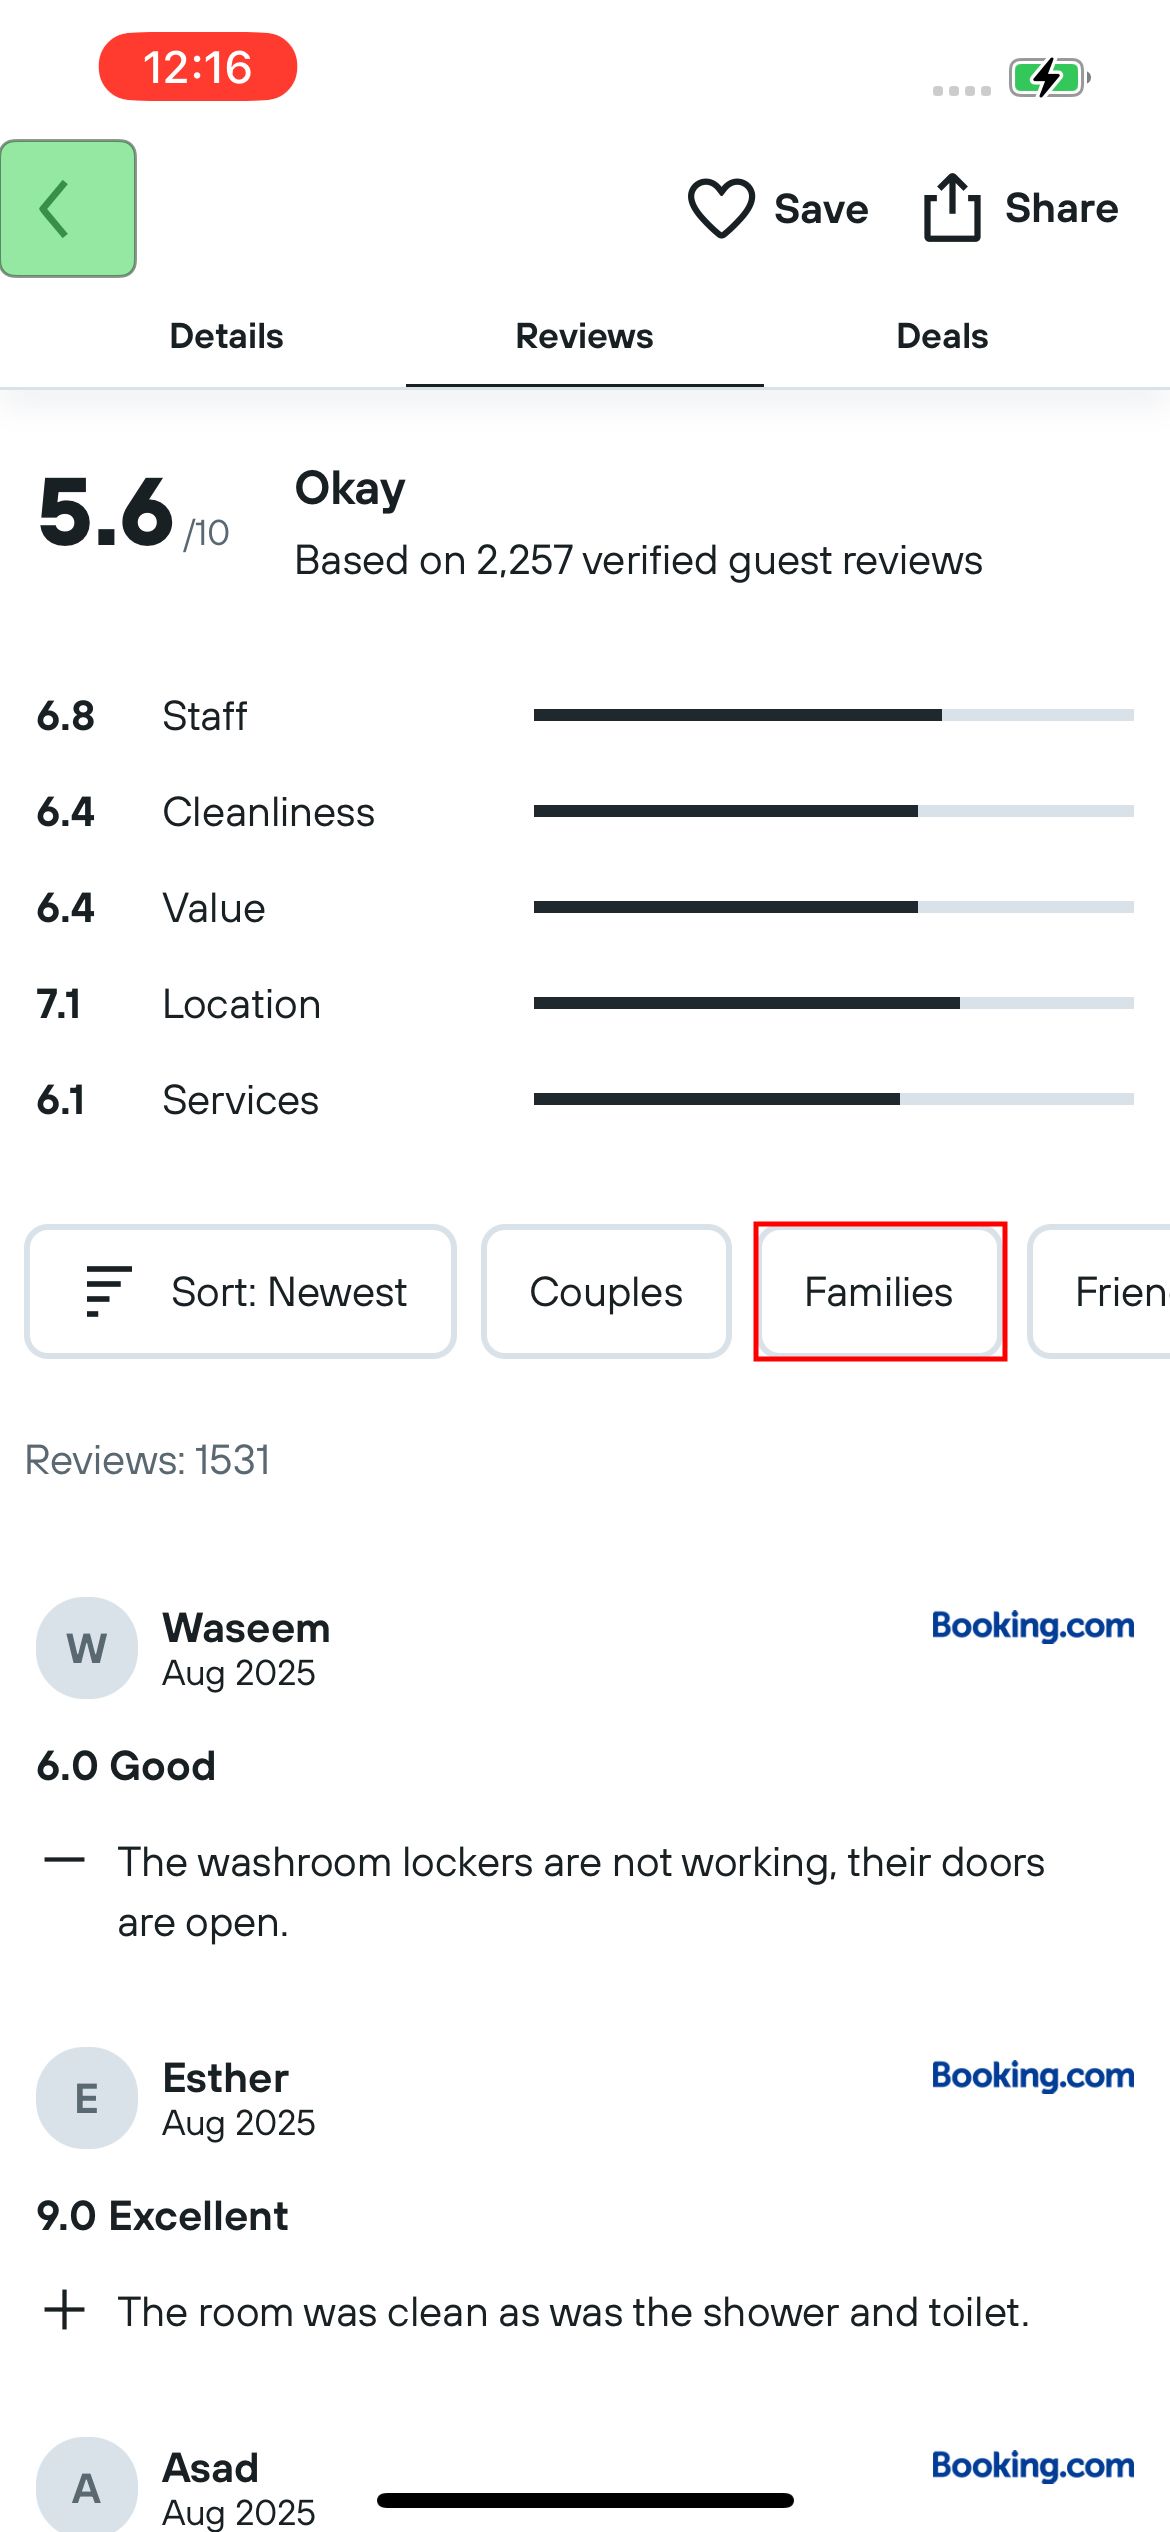 12:16
Save
Share
Details
Reviews
Deals
5.6 /10
Okay
Based on 2,257 verified guest reviews
6.8 Staff
6.4 Cleanliness
6.4 Value
7.1 Location
6.1 Services
Sort: Newest
Couples
Families
Frien
Reviews: 1531
W
Waseem
Aug 2025
Booking.com
6.0 Good
The washroom lockers are not working, their doors
are open.
E
Esther
Aug 2025
Booking.com
9.0 Excellent
The room was clean as was the shower and toilet.
A
Asad
Aug 2025
Booking.com